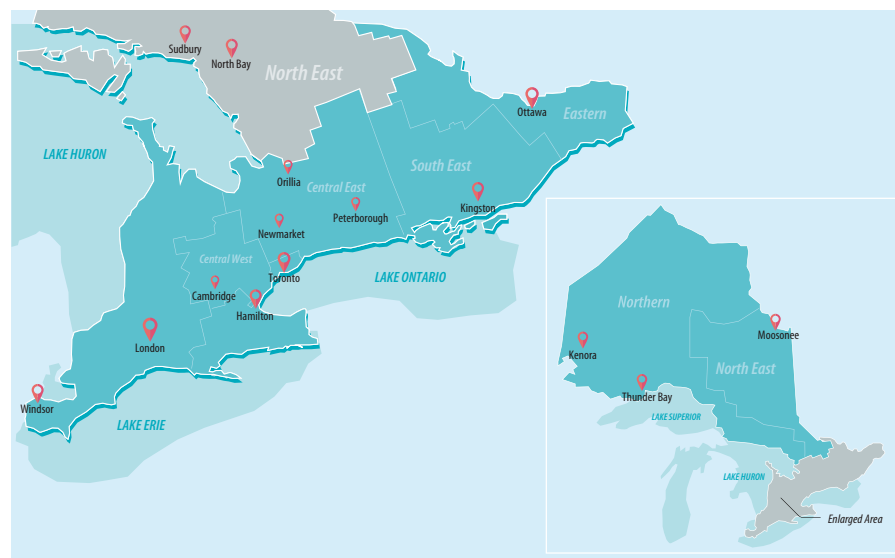 Sudbury
North Bay
North East
Ottawa
Eastern
LAKE HURON
South East
Orillia
Central East
Kingston
Peterborough
Newmarket
Central West
Toronto
LAKE ONTARIO
Cambridge
Hamilton
London
Windsor
LAKE ERIE
Northern
Moosonee
Kenora
North East
Thunder Bay
LAKE SUPERIOR
LAKE HURON
Enlarged Area